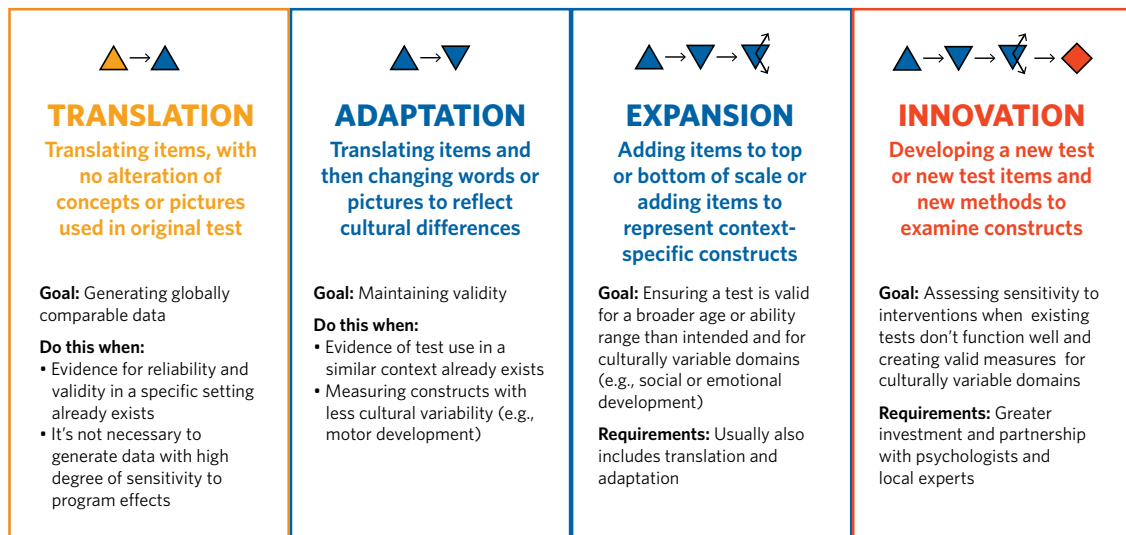 TRANSLATION
Translating items, with
no alteration of
concepts or pictures
used in original test
Goal: Generating globally
comparable data
Do this when:
• Evidence for reliability and
validity in a specific setting
already exists
• It's not necessary to
generate data with high
degree of sensitivity to
program effects
ADAPTATION
Translating items and
then changing words or
pictures to reflect
cultural differences
Goal: Maintaining validity
Do this when:
• Evidence of test use in a
similar context already exists
• Measuring constructs with
less cultural variability (e.g.,
motor development)
EXPANSION
Adding items to top
or bottom of scale or
adding items to
represent context-
specific constructs
Goal: Ensuring a test is valid
for a broader age or ability
range than intended and for
culturally variable domains
(e.g., social or emotional
development)
Requirements: Usually also
includes translation and
adaptation
INNOVATION
Developing a new test
or new test items and
new methods to
examine constructs
Goal: Assessing sensitivity to
interventions when existing
tests don't function well and
creating valid measures for
culturally variable domains
Requirements: Greater
investment and partnership
with psychologists and
local experts